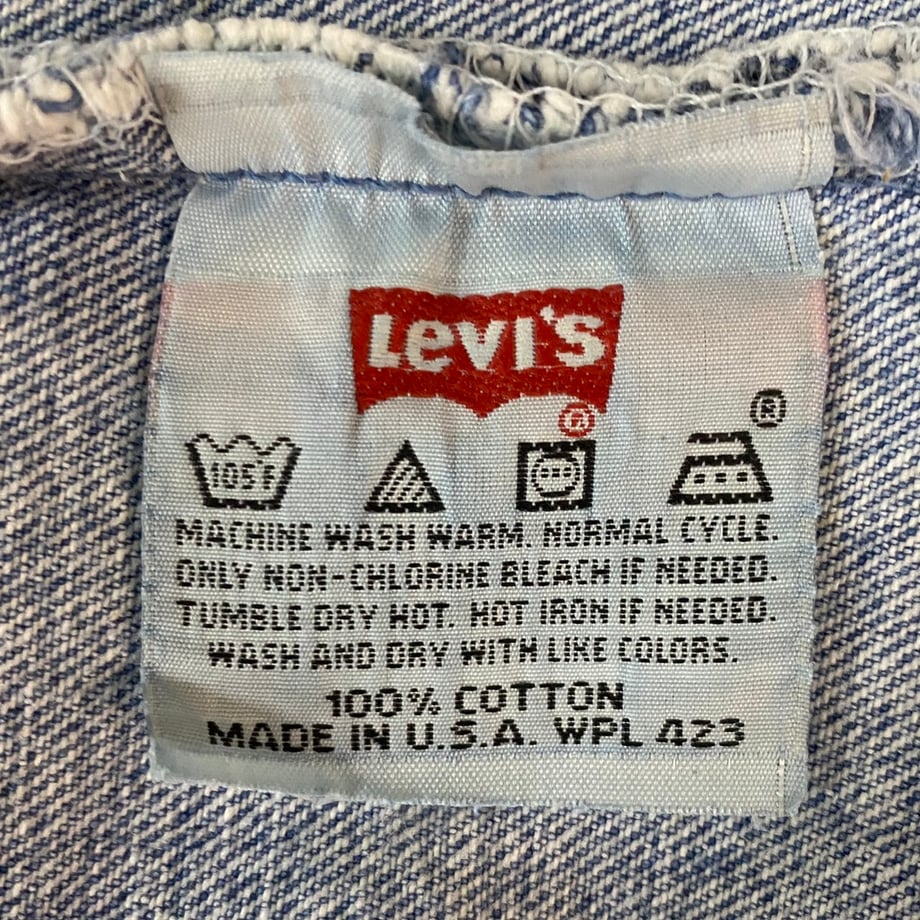 LEVI'S
®
®
105°F
MACHINE WASH WARM. NORMAL CYCLE.
ONLY NON-CHLORINE BLEACH IF NEEDED.
TUMBLE DRY HOT. HOT IRON IF NEEDED.
WASH AND DRY WITH LIKE COLORS.
100% COTTON
MADE IN U.S.A. WPL 423